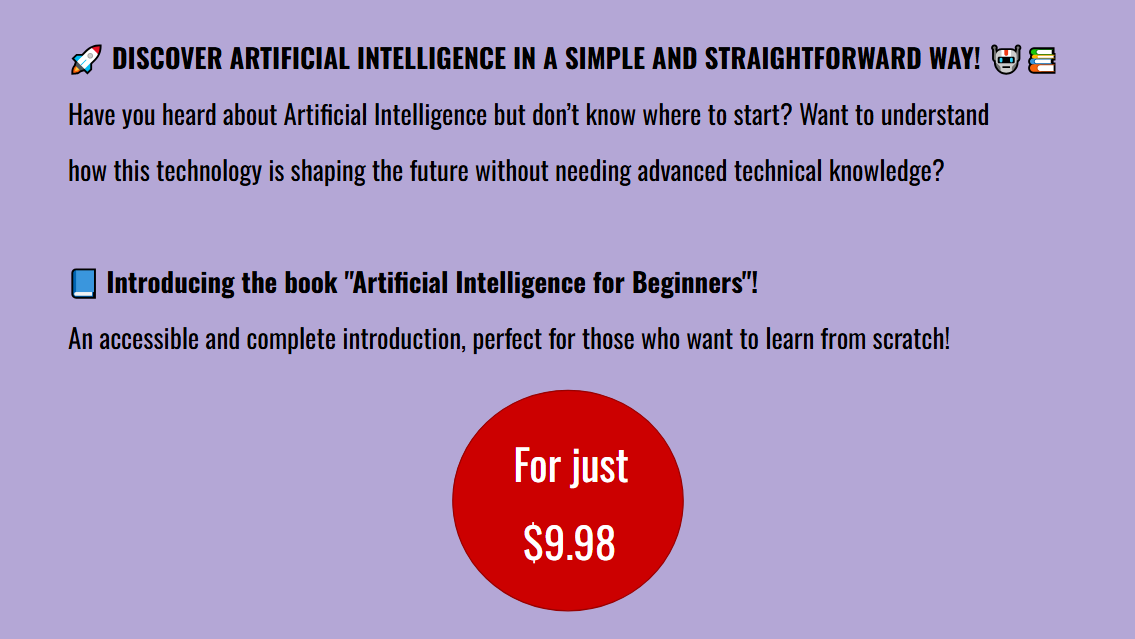 🚀 DISCOVER ARTIFICIAL INTELLIGENCE IN A SIMPLE AND STRAIGHTFORWARD WAY! 🤖📚
Have you heard about Artificial Intelligence but don’t know where to start? Want to understand
how this technology is shaping the future without needing advanced technical knowledge?
📘 Introducing the book "Artificial Intelligence for Beginners"!
An accessible and complete introduction, perfect for those who want to learn from scratch!
For just
$9.98